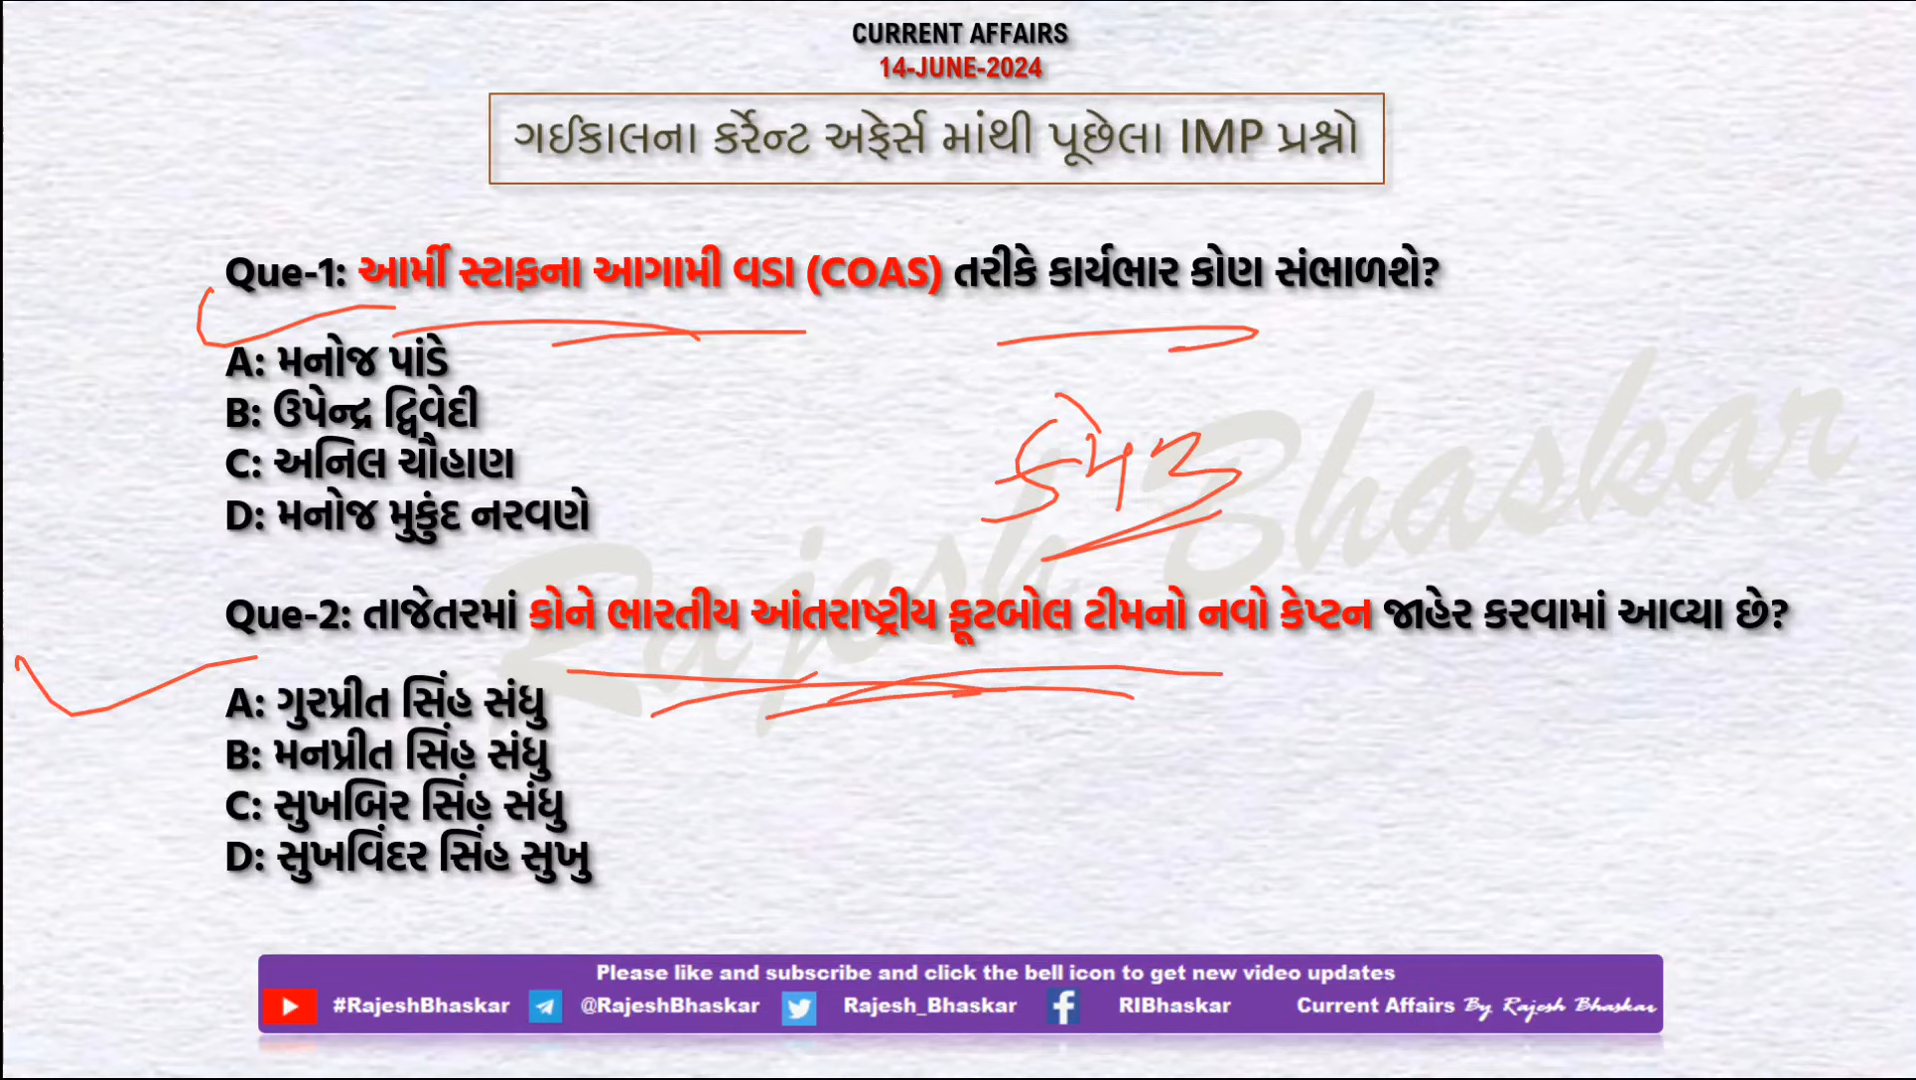 CURRENT AFFAIRS
14-JUNE-2024
ગઈકાલના કર્રેન્ટ અફેર્સ માંથી પૂછેલા IMP પ્રશ્નો
Que-1: આર્મી સ્ટાફના આગામી વડા (COAS) તરીકે કાર્યભાર કોણ સંભાળશે?
A: મનોજ પાંડે
B: ઉપેન્દ્ર દ્વિવેદી
C: અનિલ ચૌહાણ
D: મનોજ મુકુંદ નરવણે
543
Que-2: તાજેતરમાં કોને ભારતીય આંતરાષ્ટ્રીય ફૂટબોલ ટીમનો નવો કેપ્ટન જાહેર કરવામાં આવ્યા છે?
A: ગુરપ્રીત સિંહ સંધુ
B: મનપ્રીત સિંહ સંધુ
C: સુખબિર સિંહ સંધુ
D: સુખવિંદર સિંહ સુખુ
Rajesh Bhaskar
Please like and subscribe and click the bell icon to get new video updates
#RajeshBhaskar @RajeshBhaskar Rajesh_Bhaskar RIBhaskar Current Affairs By Rajesh Bhaskar